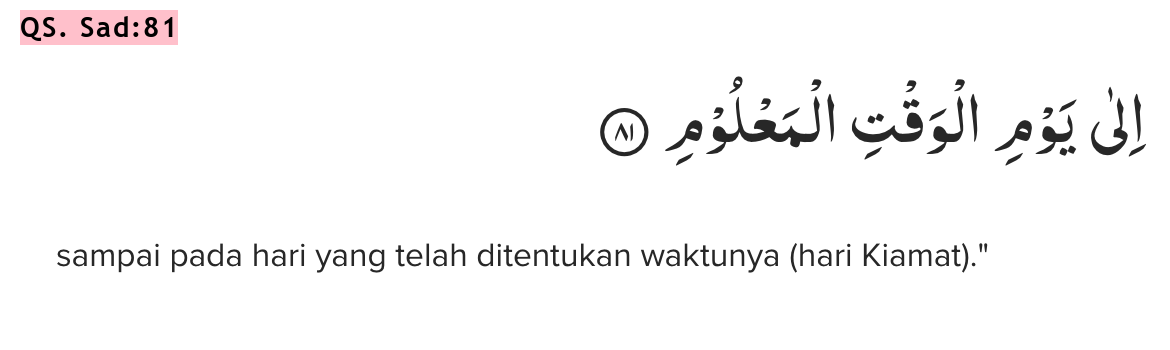 QS. Sad:81
اِلٰى يَوْمِ الْوَقْتِ الْمَعْلُوْمِ ۝٨١
sampai pada hari yang telah ditentukan waktunya (hari Kiamat)."